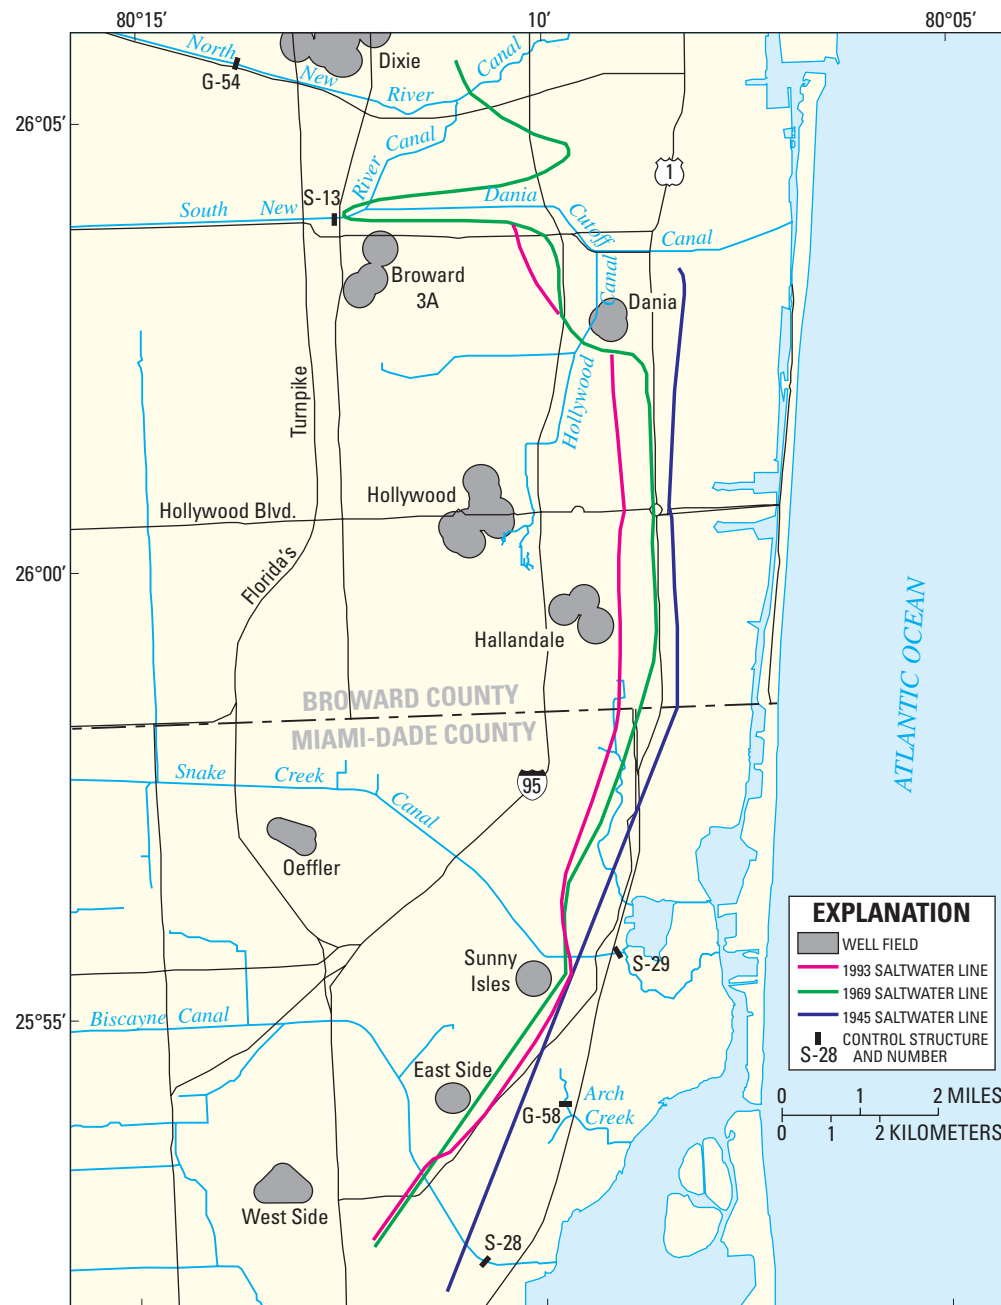 80°15'
10'
80°05'
North
New
River
Canal
Dixie
G-54
26°05'
River Canal
1
S-13
South New
Dania
Cutoff
Canal
Broward
3A
Canal
Dania
Turnpike
Hollywood
Hollywood
Hollywood Blvd.
Florida's
26°00'
Hallandale
ATLANTIC OCEAN
BROWARD COUNTY
MIAMI-DADE COUNTY
Snake Creek
Canal
95
Oeffler
EXPLANATION
WELL FIELD
1993 SALTWATER LINE
1969 SALTWATER LINE
1945 SALTWATER LINE
CONTROL STRUCTURE
S-28 AND NUMBER
Sunny
Isles
S-29
25°55'
Biscayne Canal
East Side
G-58
Arch
Creek
0 1 2 MILES
0 1 2 KILOMETERS
West Side
S-28